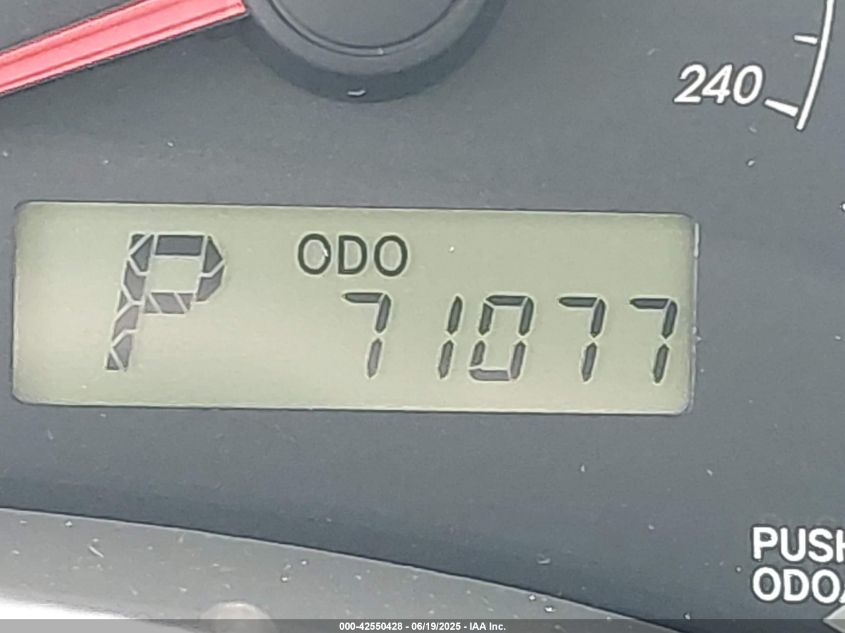 240
P ODO
71077
PUSH
ODO/
000-42550428 - 06/19/2025 - IAA Inc.